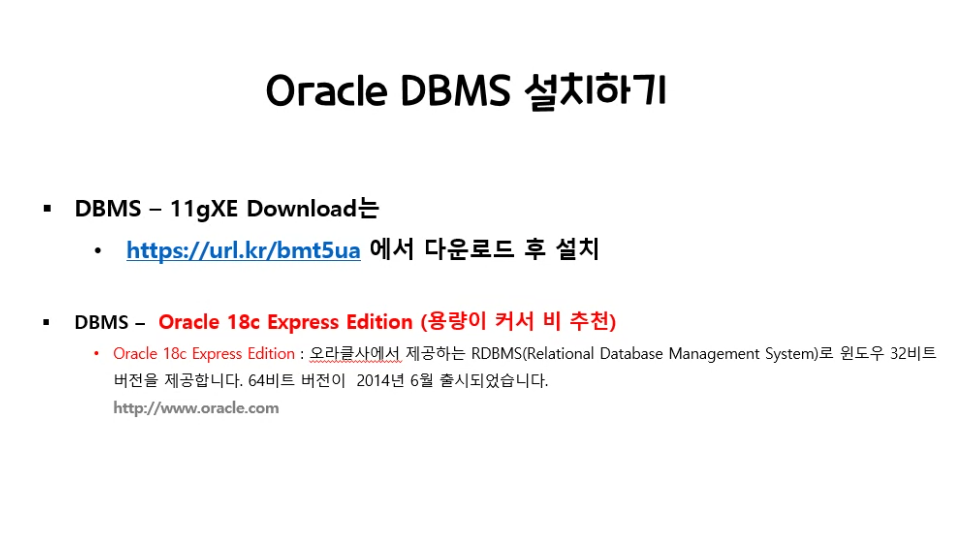 Oracle DBMS 설치하기
▪ DBMS – 11gXE Download는
• https://url.kr/bmt5ua 에서 다운로드 후 설치
▪ DBMS – Oracle 18c Express Edition (용량이 커서 비 추천)
• Oracle 18c Express Edition : 오라클사에서 제공하는 RDBMS(Relational Database Management System)로 윈도우 32비트
버전을 제공합니다. 64비트 버전이 2014년 6월 출시되었습니다.
http://www.oracle.com